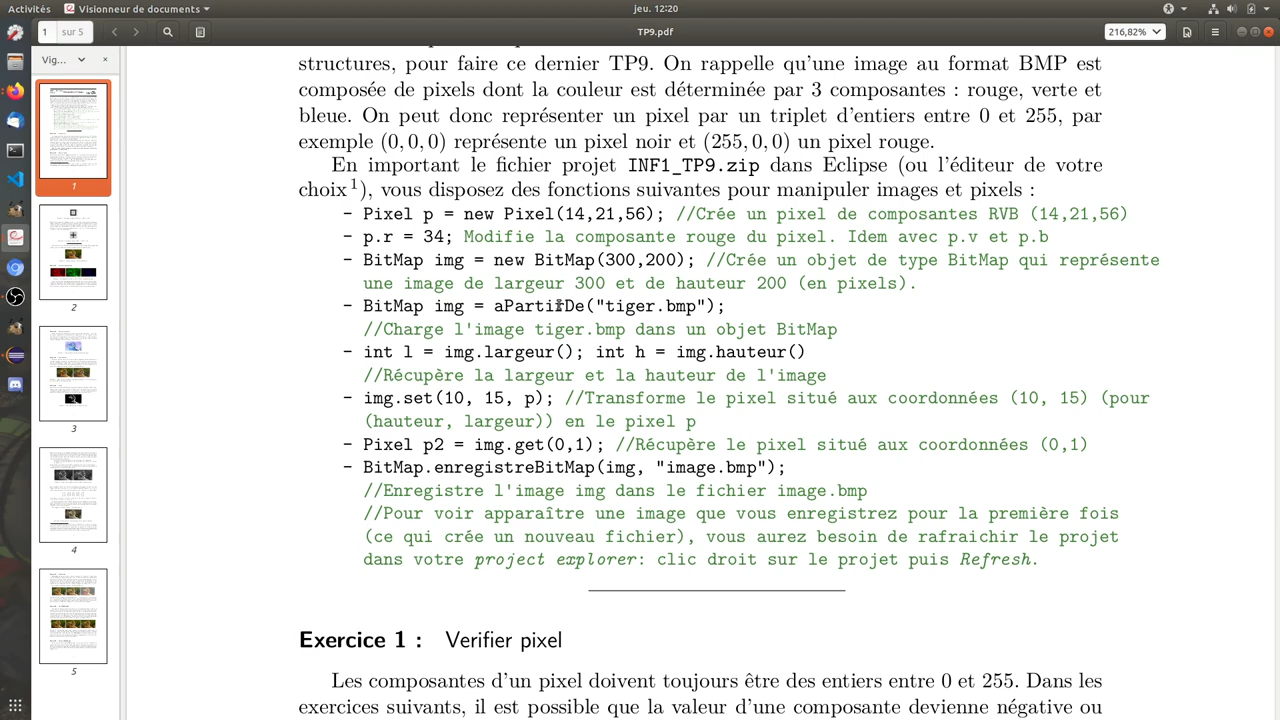 Activités
Visionneur de documents
jeu. 12:20
1 sur 5
TP9.pdf
216,82%
Vig…
structures, pour faire ce dernier TP9. On rappelle qu'une image au format BMP est
composée de pixels dont la couleur est déterminée par 3 composantes : rouge, verte et
bleue. On peut donc représenter un pixel par un triplet d'entiers entre 0 et 255, par
exemple (0, 0, 0) représente un pixel noir et (255, 0, 0) un pixel rouge.
En important le fichier projet INF1_TP9.zip dans Eclipse (ou l'éditeur de votre
choix 1), vous disposez des fonctions suivantes pour manipuler images et pixels :
– Pixel p = new Pixel(14,21,56); //Crée un pixel de composantes RVB (14,21,56)
– p.r = 34; Modifie la composante rouge du pixel. Idem avec p.v et p.b
– BitMap img = new BitMap(300,200); //Crée un objet de type BitMap qui représente
une image de largeur 300 et de hauteur 200 (en pixels).
– BitMap img = aPartirDe("tiger.bmp");
//Charge l'image tiger.bmp dans un objet BitMap
– int l = img.largeur() int h = img.hauteur()
//Récupère la largeur et la hauteur de l'image
– img.set(10, 15, p); //Transforme le pixel situé aux coordonnées (10, 15) (pour
(hauteur, largeur)) en le pixel p
– Pixel p2 = img.get(0,1); //Récupère le pixel situé aux coordonnées (0,1)
– BitMap.enregistreBitMap(img, "image.bmp");
//Enregistre l'image img dans le fichier image.bmp
//Pour voir apparaître une image que vous enregistrez pour la première fois
(ce qui crée un nouveau fichier), vous aurez besoin de rafraichir le projet
dans votre project explorer: clic droit sur le projet puis Refresh.
Exercice 1 : Verifier pixel
Les composantes d'un pixel doivent toujours être des entiers entre 0 et 255. Dans les
exercices suivants, il est possible que la valeur d'une composante devienne négative ou
1
2
3
4
5